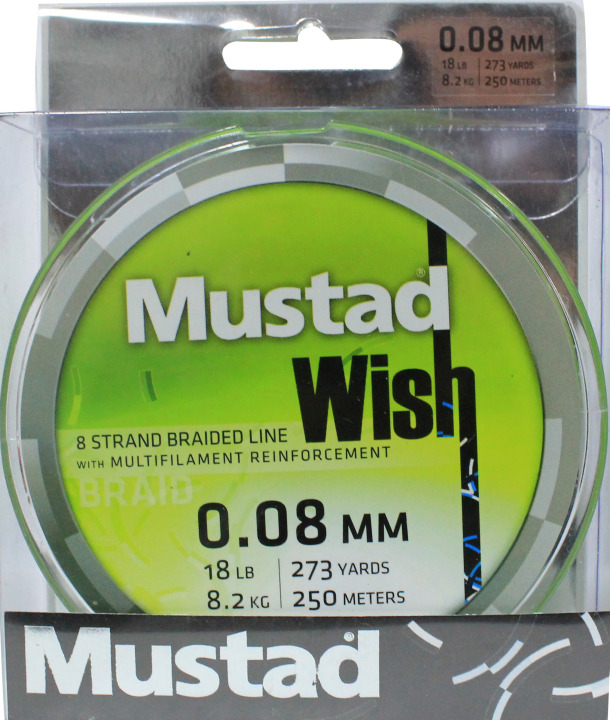 0.08 MM
18 LB 273 YARDS
8.2 KG 250 METERS
Mustad®
Wish
8 STRAND BRAIDED LINE
WITH MULTIFILAMENT REINFORCEMENT
BRAID
0.08 MM
18 LB 273 YARDS
8.2 KG 250 METERS
Mustad®